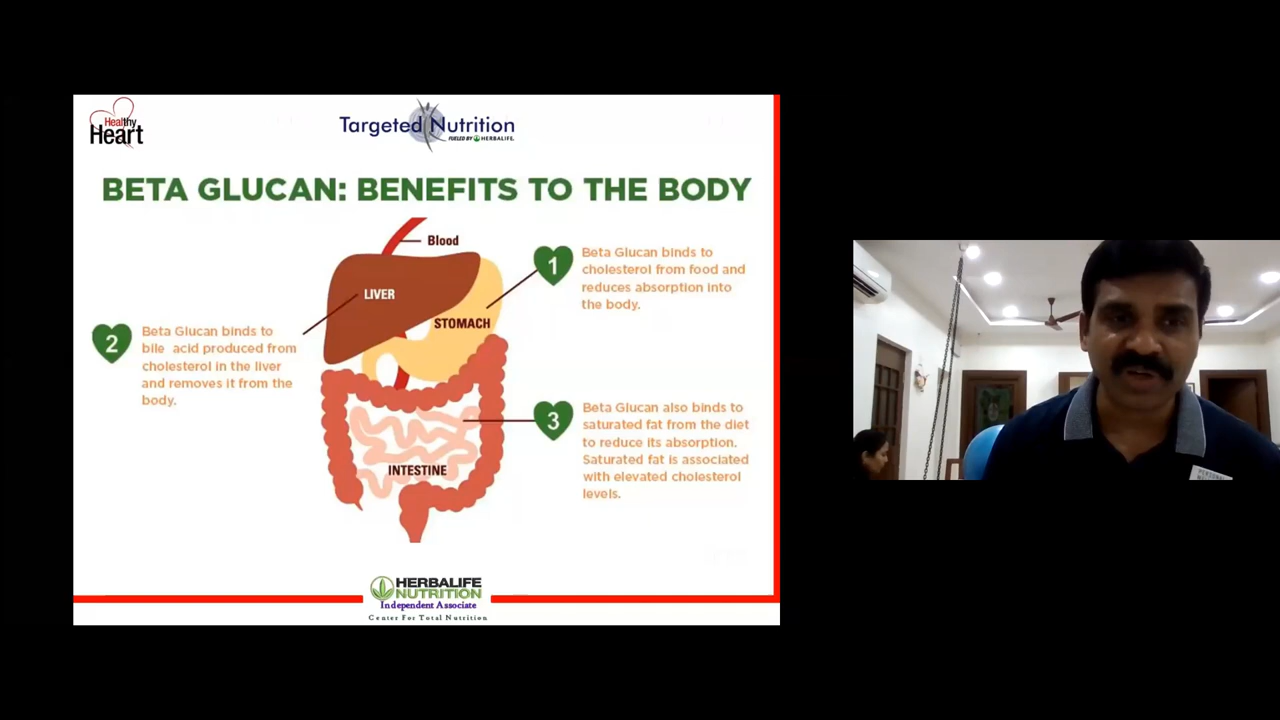 Healthy
Heart
Targeted Nutrition
FUELED BY HERBALIFE.
BETA GLUCAN: BENEFITS TO THE BODY
Blood
LIVER
STOMACH
1
Beta Glucan binds to
cholesterol from food and
reduces absorption into
the body.
2
Beta Glucan binds to
bile acid produced from
cholesterol in the liver
and removes it from the
body.
3
Beta Glucan also binds to
saturated fat from the diet
to reduce its absorption.
Saturated fat is associated
with elevated cholesterol
levels.
INTESTINE
HERBALIFE
NUTRITION
Independent Associate
Center For Total Nutrition